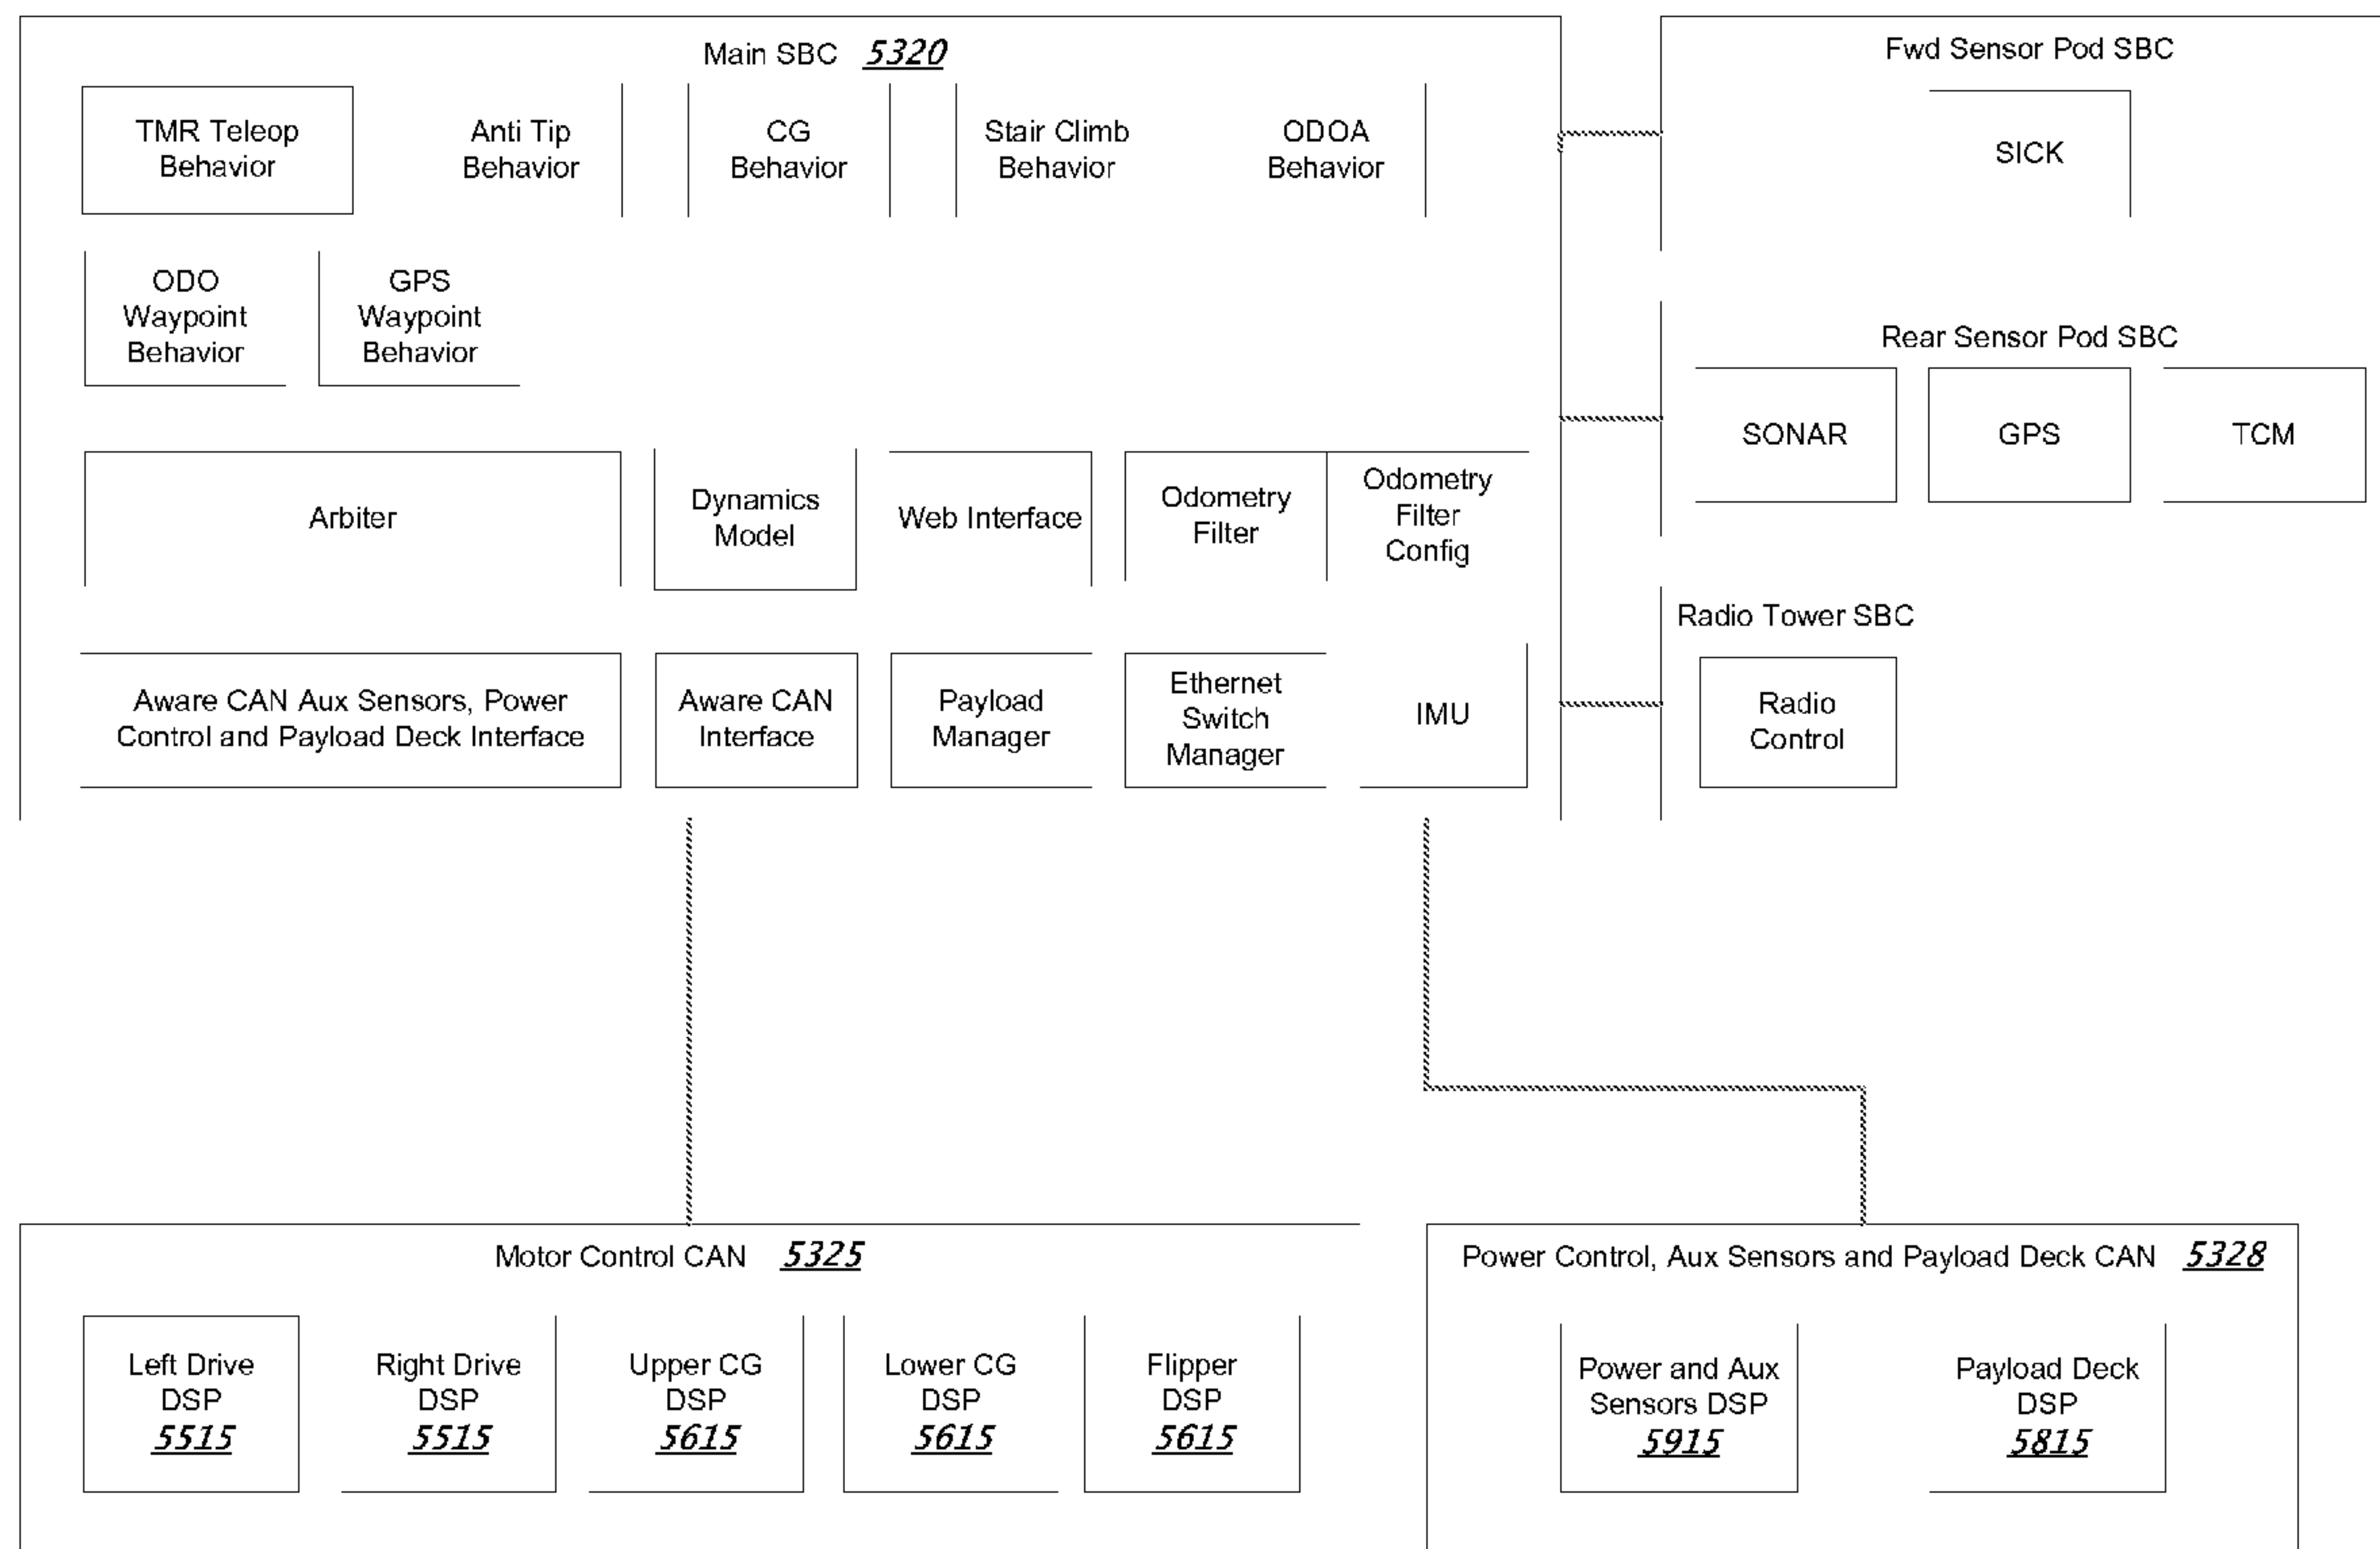 Main SBC 5320
TMR Teleop
Behavior
Anti Tip
Behavior
CG
Behavior
Stair Climb
Behavior
ODOA
Behavior
ODO
Waypoint
Behavior
GPS
Waypoint
Behavior
Arbiter
Dynamics
Model
Web Interface
Odometry
Filter
Odometry
Filter
Config
Aware CAN Aux Sensors, Power
Control and Payload Deck Interface
Aware CAN
Interface
Payload
Manager
Ethernet
Switch
Manager
IMU
Fwd Sensor Pod SBC
SICK
Rear Sensor Pod SBC
SONAR
GPS
TCM
Radio Tower SBC
Radio
Control
Motor Control CAN 5325
Left Drive
DSP
5515
Right Drive
DSP
5515
Upper CG
DSP
5615
Lower CG
DSP
5615
Flipper
DSP
5615
Power Control, Aux Sensors and Payload Deck CAN 5328
Power and Aux
Sensors DSP
5915
Payload Deck
DSP
5815